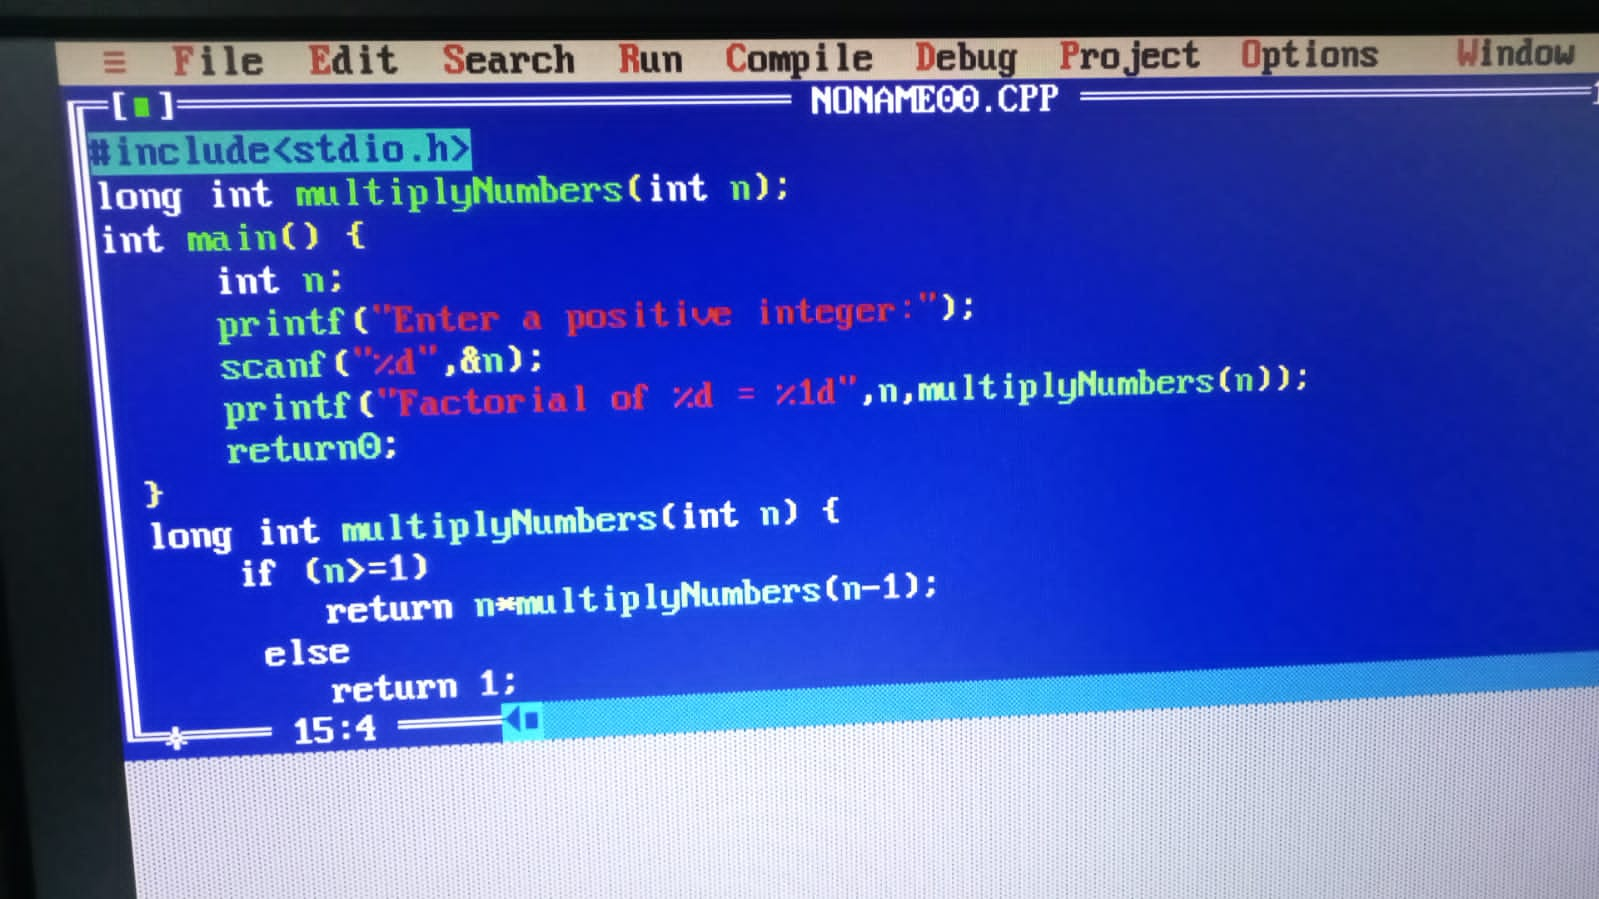 ≡ File Edit Search Run Compile Debug Project Options Window
[■] NONAME00.CPP 1
#include<stdio.h>
long int multiplyNumbers(int n);
int main() {
int n;
printf("Enter a positive integer:");
scanf("%d",&n);
printf("Factorial of %d = %1d",n,multiplyNumbers(n));
return0;
}
long int multiplyNumbers(int n) {
if (n>=1)
return n*multiplyNumbers(n-1);
else
return 1;
15:4